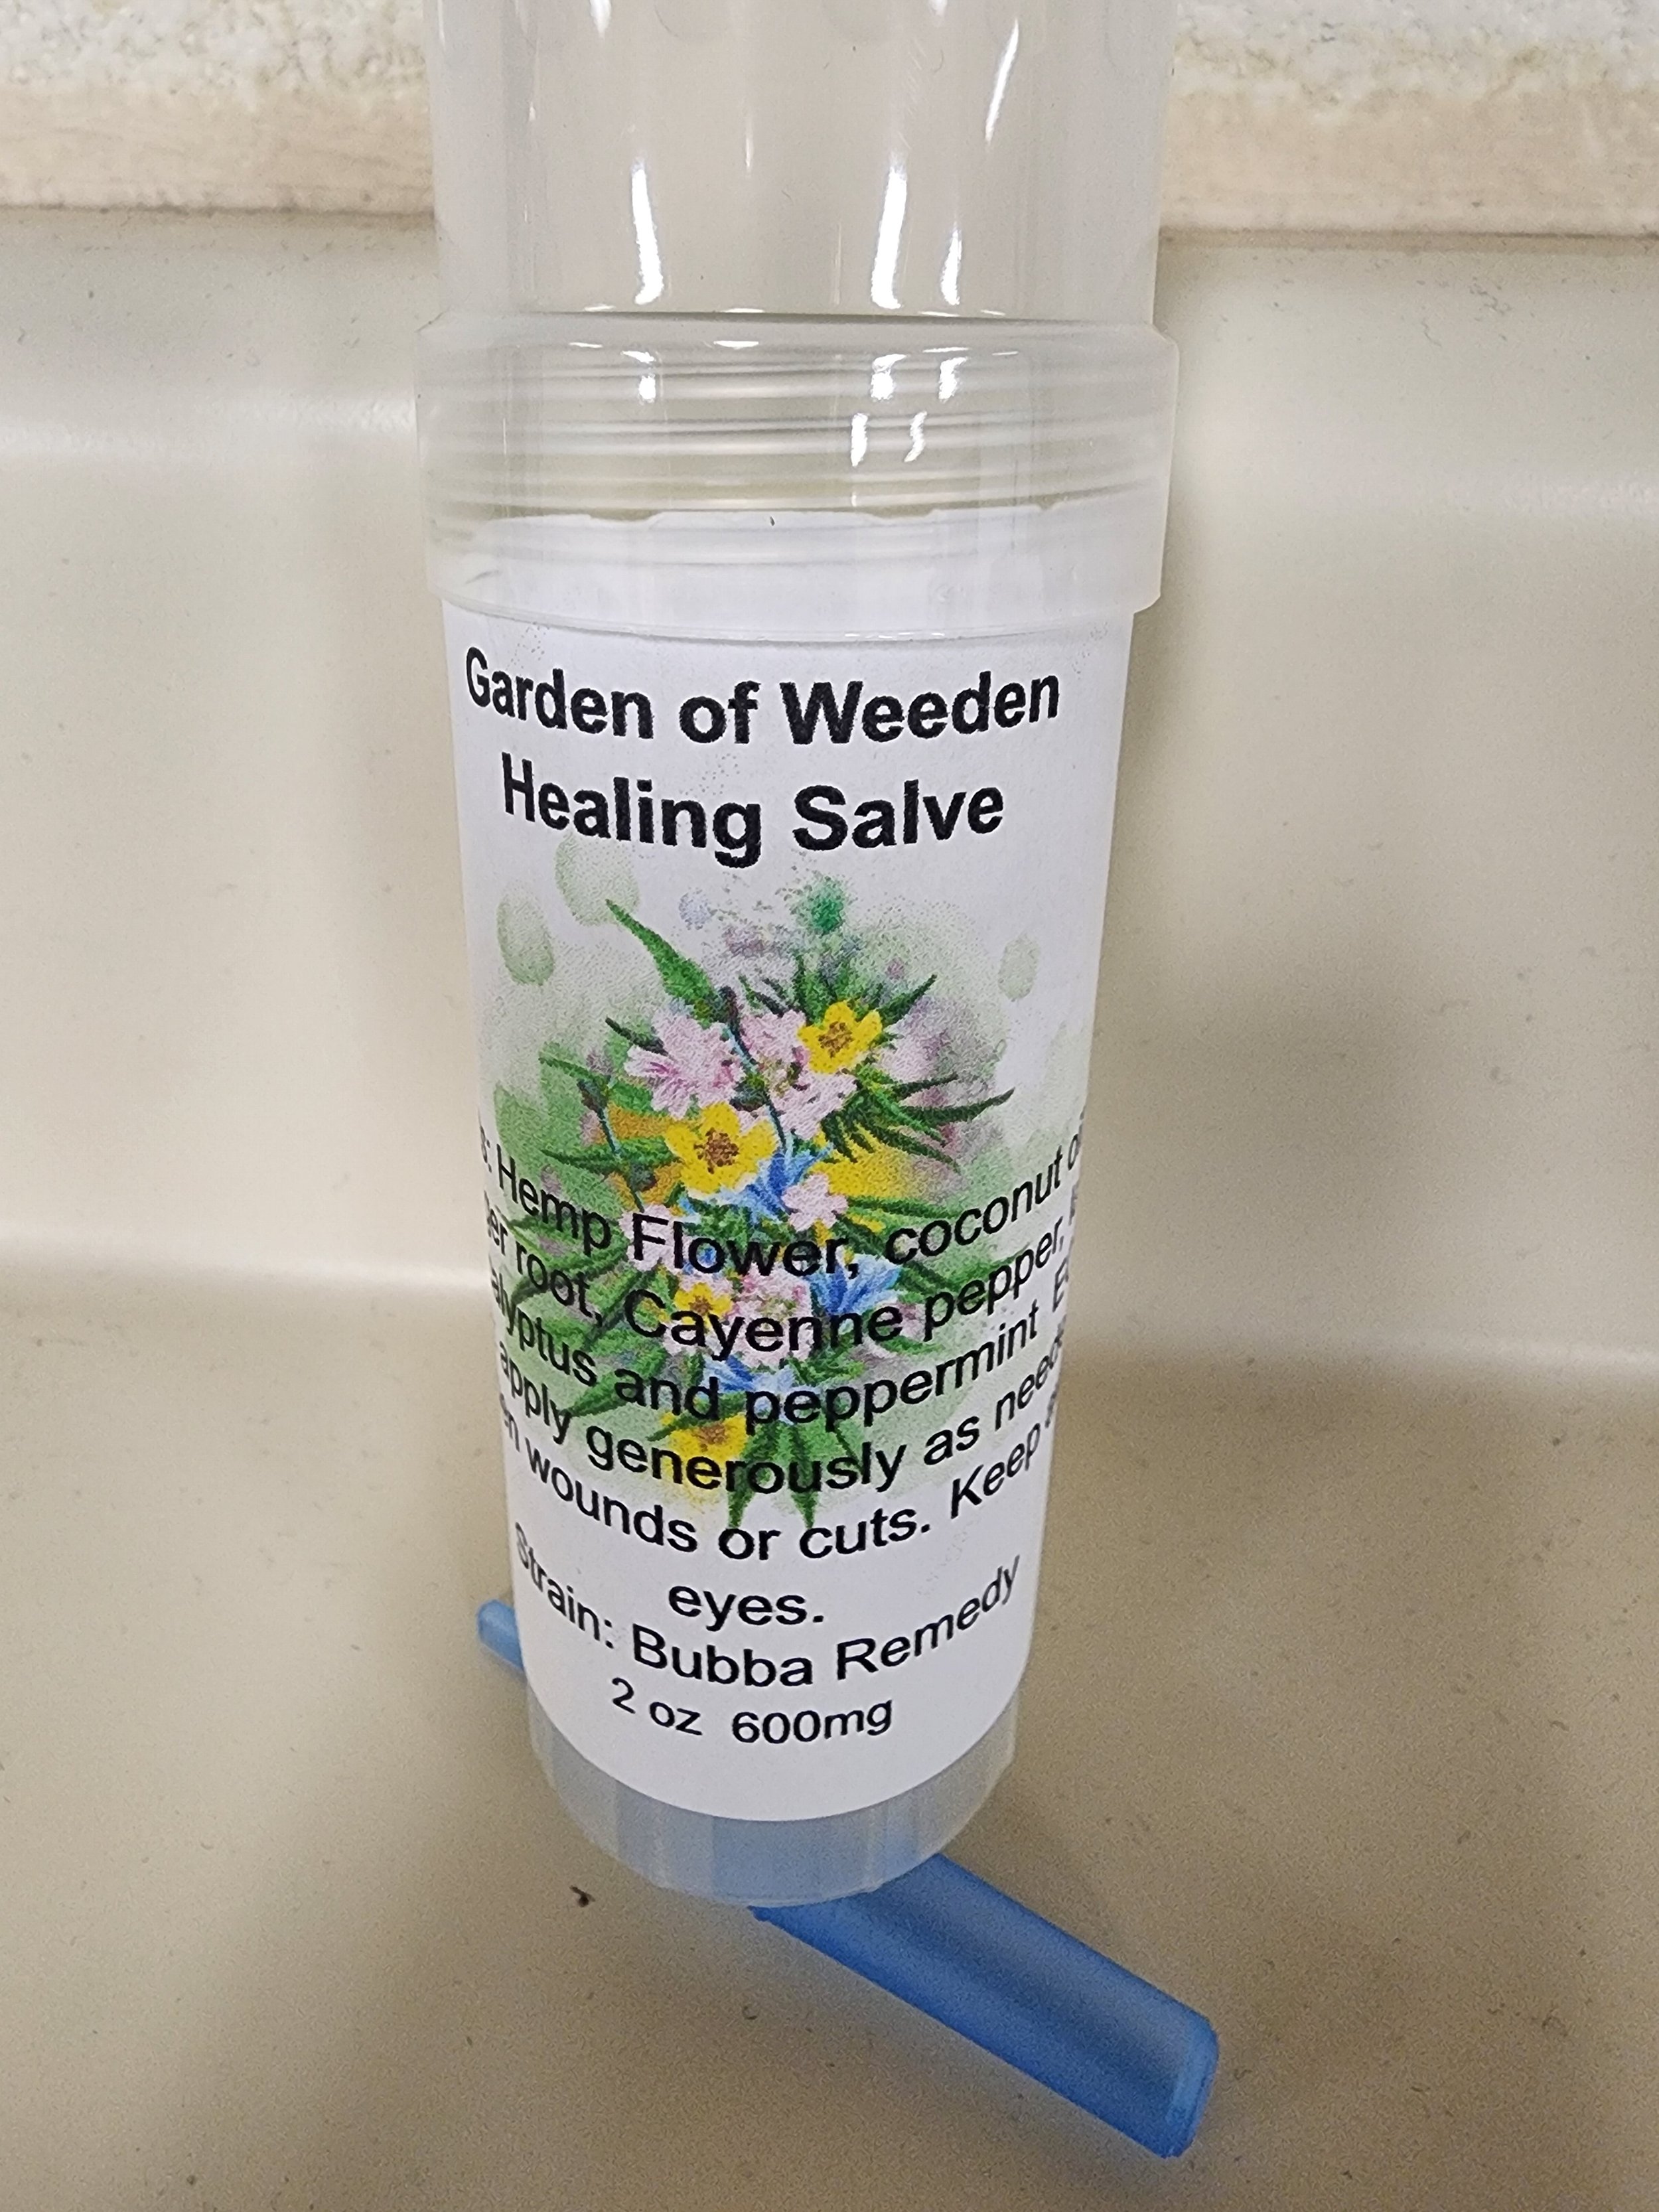 Garden of Weeden
Healing Salve
Hemp Flower, coconut
root, Cayenne pepper,
and peppermint
apply generously as
wounds or cuts. Keep
eyes.
Strain: Bubba Remedy
2 oz 600mg